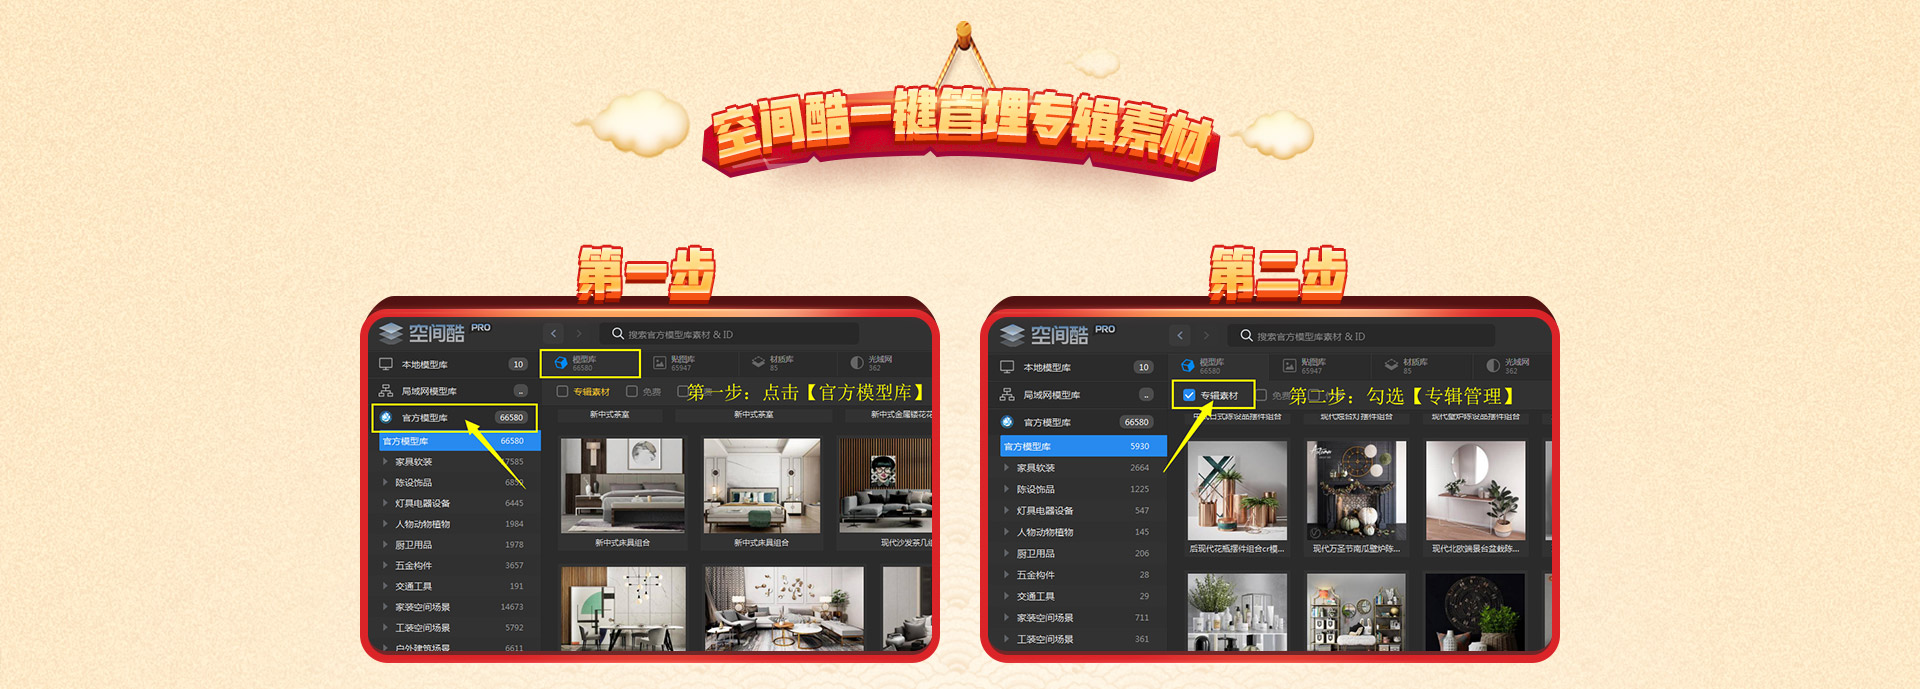 空间酷一键管理专辑素材
第一步
空间酷 PRO
搜索官方模型库素材 & ID
本地模型库 10
模型库 66580
贴图库 65947
材质库 85
光域网 362
局域网模型库 ..
专辑素材
免费
第一步：点击【官方模型库】
官方模型库 66580
官方模型库 66580
家具软装 17585
陈设饰品
灯具电器设备 6445
人物动物植物 1984
厨卫用品 1978
五金构件 3657
交通工具 191
家装空间场景 14673
工装空间场景 5792
户外建筑场景 6611
新中式茶室
新中式茶室
新中式金属镂花花
新中式床具组合
新中式床具组合
现代沙发茶几组
第二步
空间酷 PRO
搜索官方模型库素材 & ID
本地模型库 10
模型库 66580
贴图库 65947
材质库 85
光域网 362
局域网模型库 ..
专辑素材
免费
第二步：勾选【专辑管理】
官方模型库 66580
官方模型库 5930
家具软装 2664
陈设饰品 1225
灯具电器设备 547
人物动物植物 145
厨卫用品 206
五金构件 28
交通工具 29
家装空间场景 711
工装空间场景 361
后现代花瓶摆件组合cr模...
现代万圣节南瓜壁炉陈...
现代北欧端景台盆栽陈...